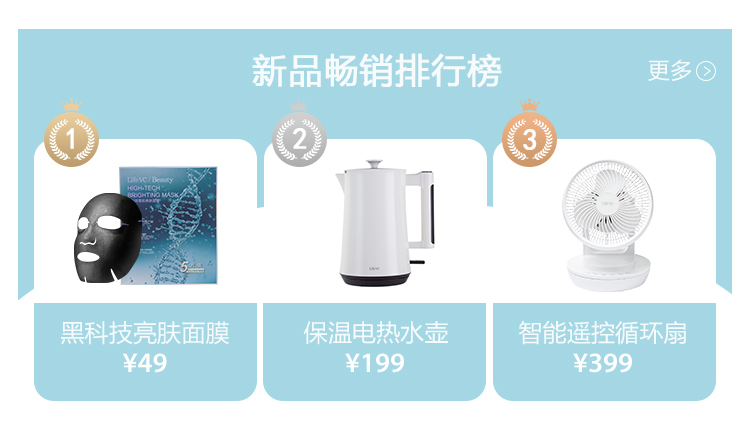 新品畅销排行榜
更多
1
2
3
LifeVC / Beauty
HIGH-TECH
BRIGHTING MASK
5
黑科技亮肤面膜
保温电热水壶
智能遥控循环扇
¥49
¥199
¥399